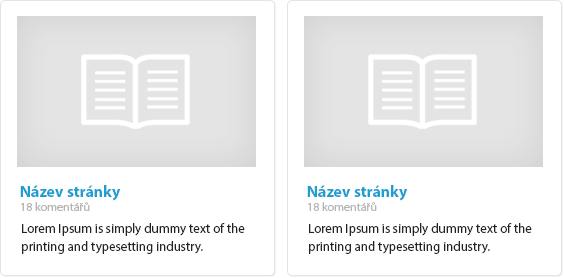 Název stránky
18 komentářů
Lorem Ipsum is simply dummy text of the
printing and typesetting industry.
Název stránky
18 komentářů
Lorem Ipsum is simply dummy text of the
printing and typesetting industry.